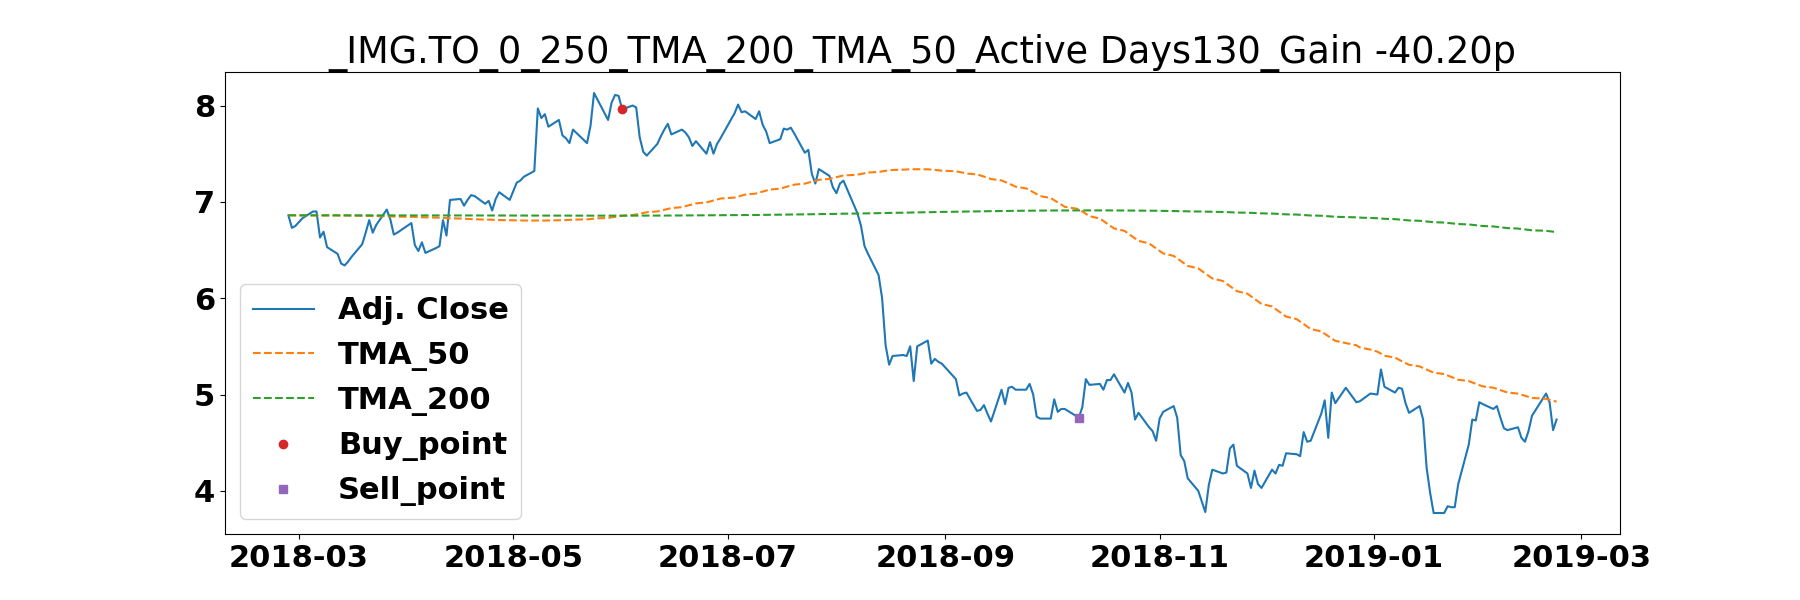 _IMG.TO_0_250_TMA_200_TMA_50_Active Days130_Gain -40.20p
8
7
6
5
4
Adj. Close
TMA_50
TMA_200
Buy_point
Sell_point
2018-03 2018-05 2018-07 2018-09 2018-11 2019-01 2019-03